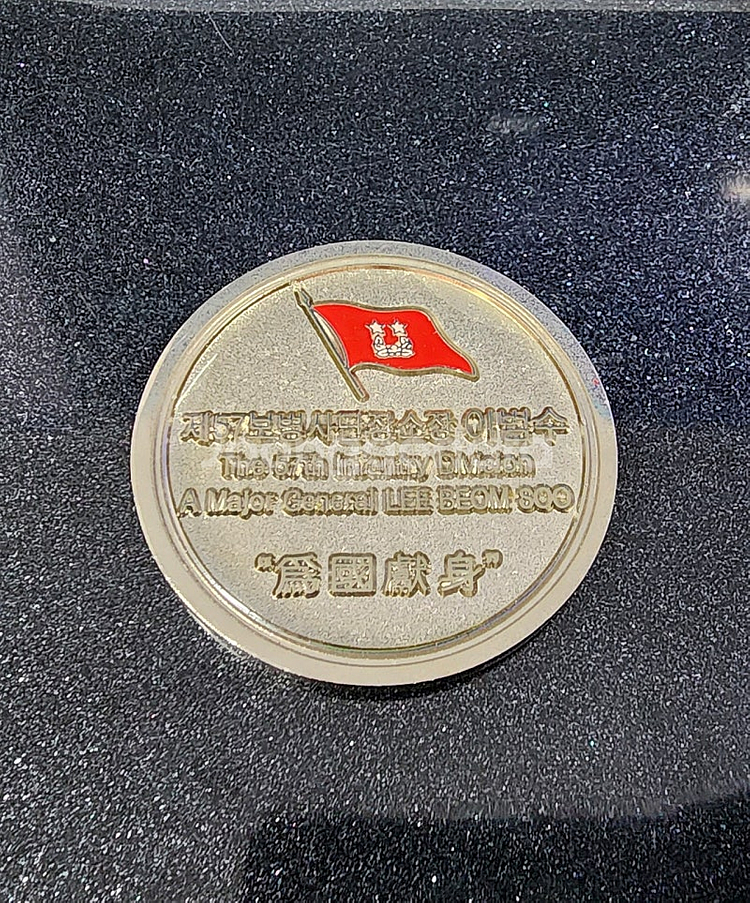 제57보병사단장 소장 이범수
The 57th Infantry Division
A Major General LEE BEOM SOO
“爲國獻身”